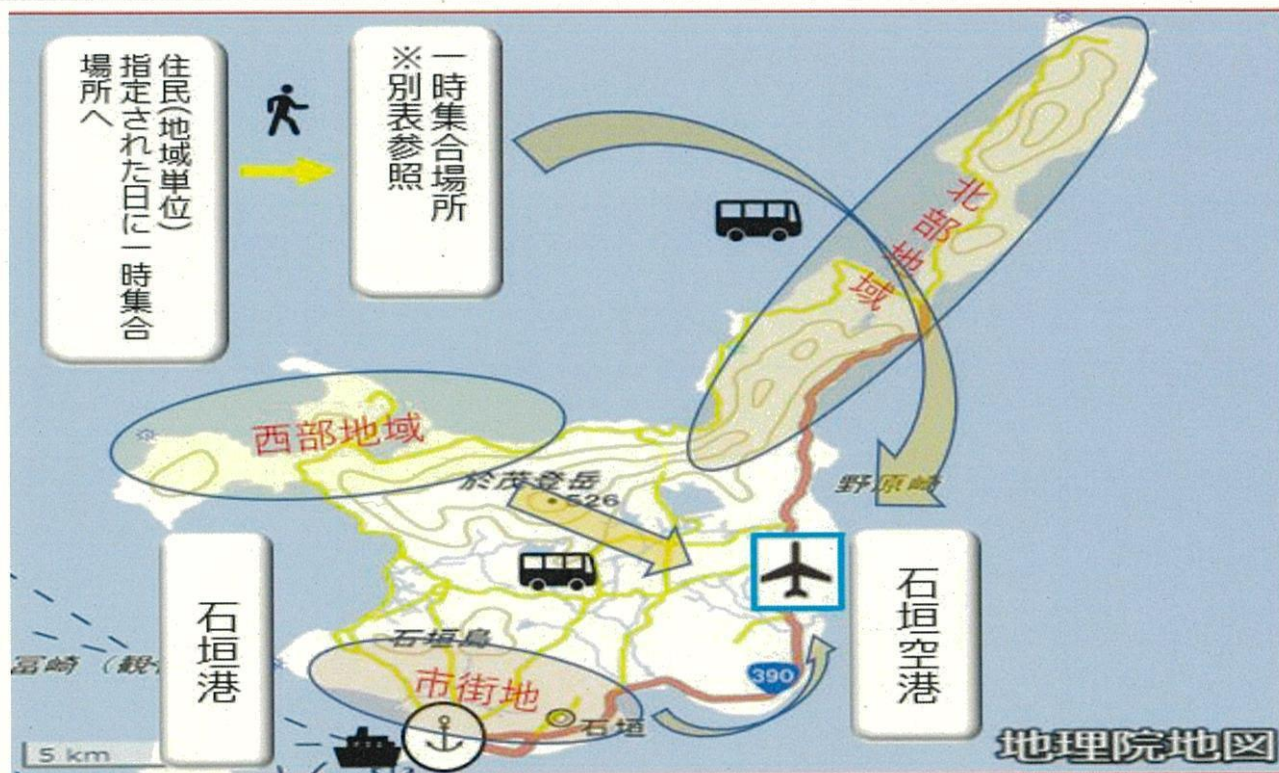 住民(地域単位)
指定された日に一時集合
場所へ
一時集合場所
※別表参照
北部地域
西部地域
於茂登岳
526
野原崎
石垣港
石垣空港
石垣島
冨崎（観
市街地
390
石垣
5 km
地理院地図